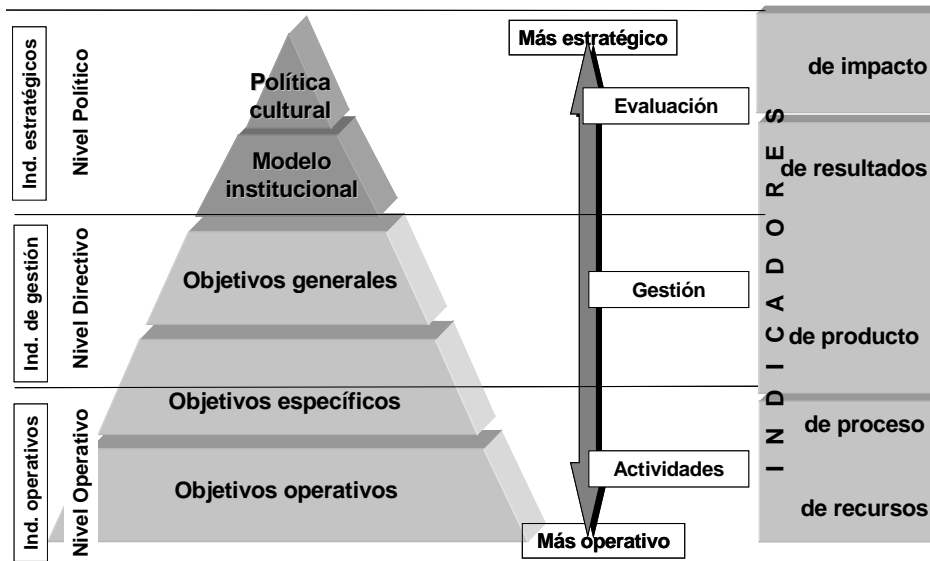 Ind. estratégicos
Nivel Político
Ind. de gestión
Nivel Directivo
Ind. operativos
Nivel Operativo
Política
cultural
Modelo
institucional
Objetivos generales
Objetivos específicos
Objetivos operativos
Más estratégico
Evaluación
Gestión
Actividades
Más operativo
INDICADORES
de impacto
de resultados
de producto
de proceso
de recursos